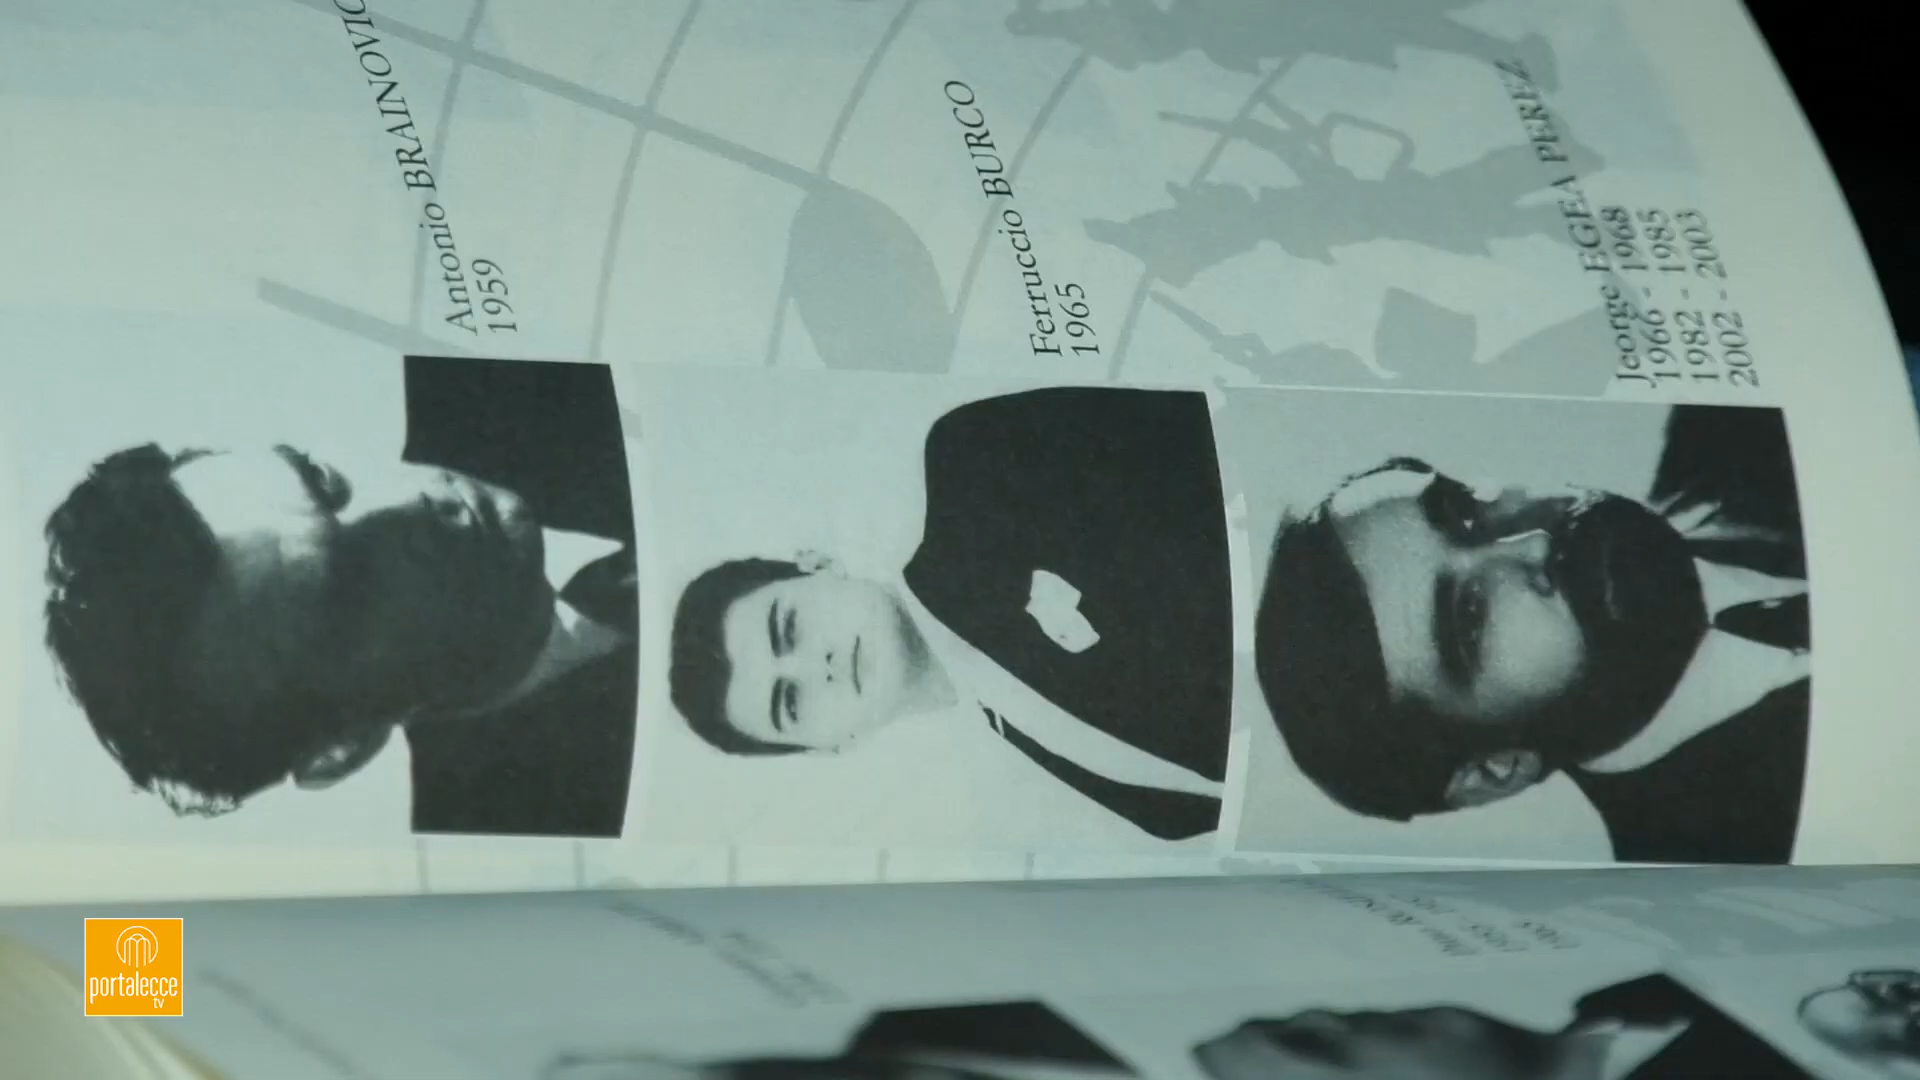 Antonio BRAINOVIC
1959
Ferruccio BURCO
1965
Jeorge EGEA PEREZ
1966 - 1968
1982 - 1985
2002 - 2003
portalecce
tv